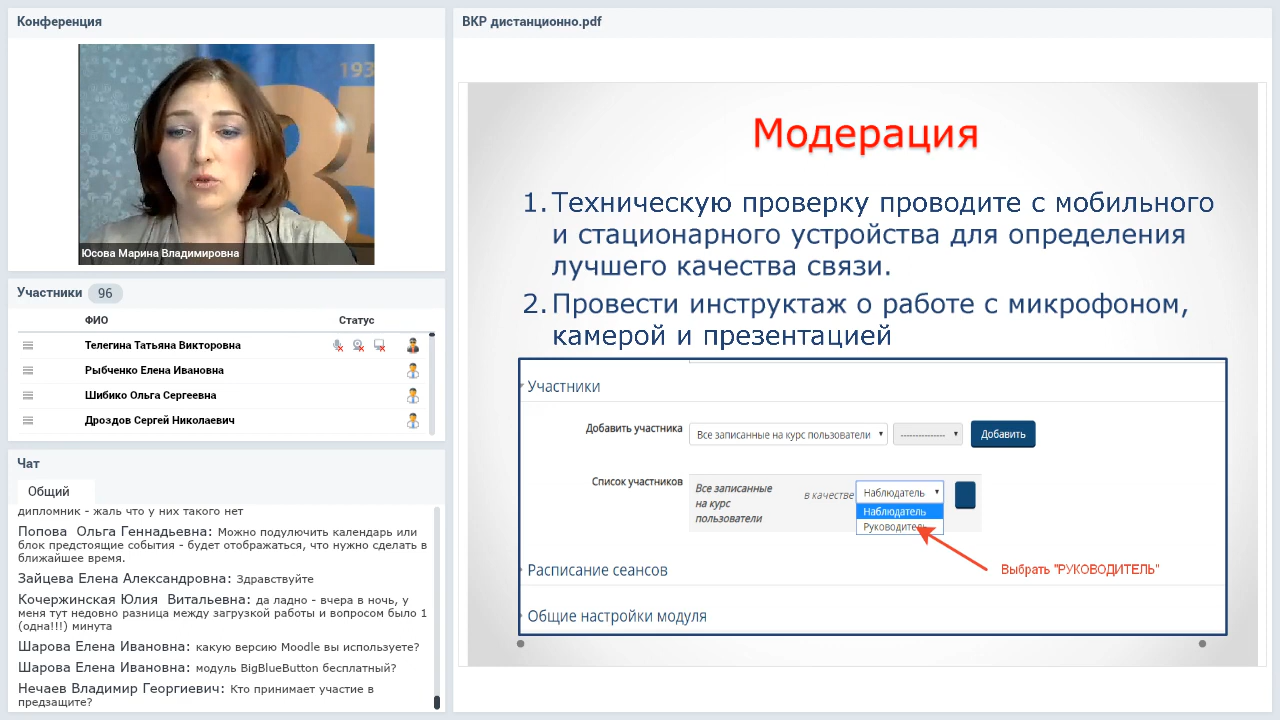 Конференция
193
Юсова Марина Владимировна
Участники 96
ФИО Статус
Телегина Татьяна Викторовна
Рыбченко Елена Ивановна
Шибико Ольга Сергеевна
Дроздов Сергей Николаевич
Чат
Общий
дипломник - жаль что у них такого нет
Попова Ольга Геннадьевна: Можно подулючить календарь или
блок предстоящие события - будет отображаться, что нужно сделать в
ближайшее время.
Зайцева Елена Александровна: Здравствуйте
Кочержинская Юлия Витальевна: да ладно - вчера в ночь, у
меня тут недовно разница между загрузкой работы и вопросом было 1
(одна!!!) минута
Шарова Елена Ивановна: какую версию Moodle вы используете?
Шарова Елена Ивановна: модуль BigBlueButton бесплатный?
Нечаев Владимир Георгиевич: Кто принимает участие в
предзащите?
ВКР дистанционно.pdf
Модерация
1. Техническую проверку проводите с мобильного
и стационарного устройства для определения
лучшего качества связи.
2. Провести инструктаж о работе с микрофоном,
камерой и презентацией
Участники
Добавить участника Все записанные на курс пользователи --------------- Добавить
Список участников Все записанные
на курс
пользователи
в качестве Наблюдатель
Наблюдатель
Руководитель
Выбрать "РУКОВОДИТЕЛЬ"
Расписание сеансов
Общие настройки модуля